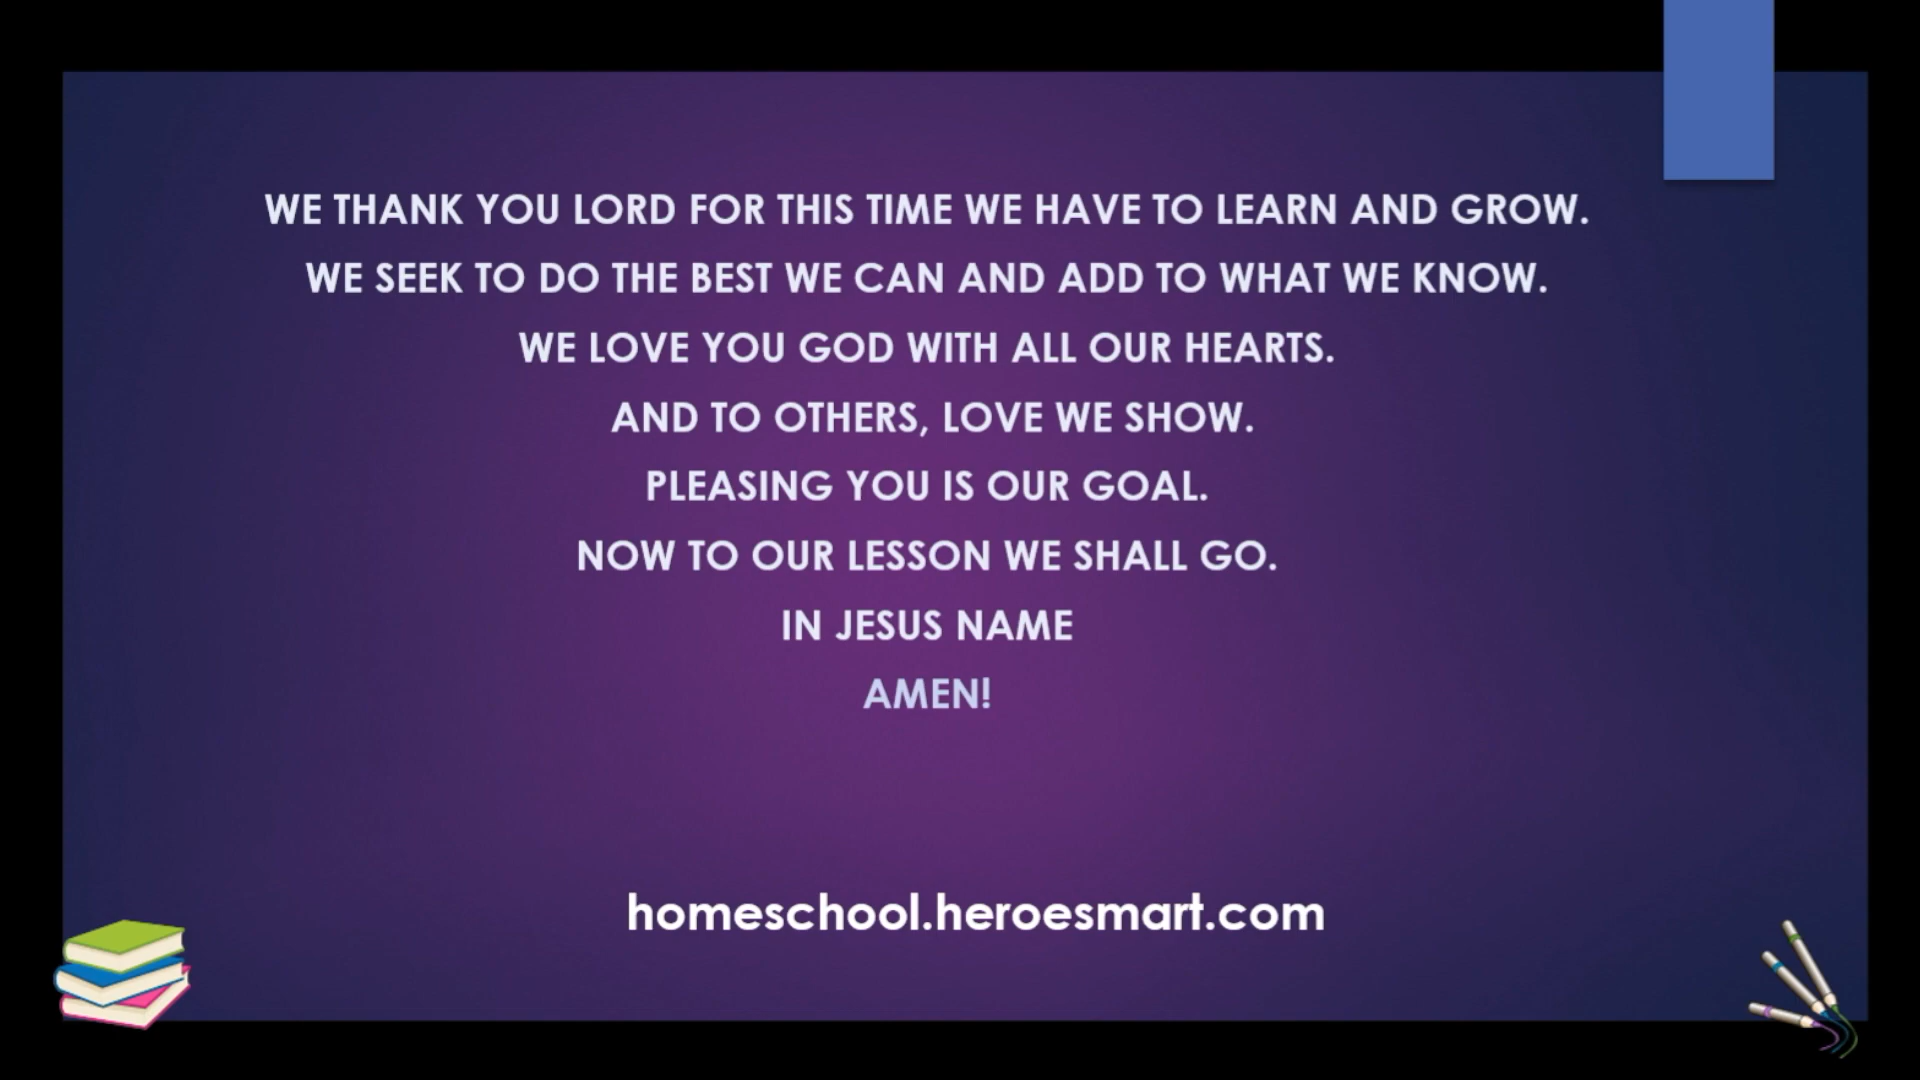 WE THANK YOU LORD FOR THIS TIME WE HAVE TO LEARN AND GROW.
WE SEEK TO DO THE BEST WE CAN AND ADD TO WHAT WE KNOW.
WE LOVE YOU GOD WITH ALL OUR HEARTS.
AND TO OTHERS, LOVE WE SHOW.
PLEASING YOU IS OUR GOAL.
NOW TO OUR LESSON WE SHALL GO.
IN JESUS NAME
AMEN!
homeschool.heroesmart.com